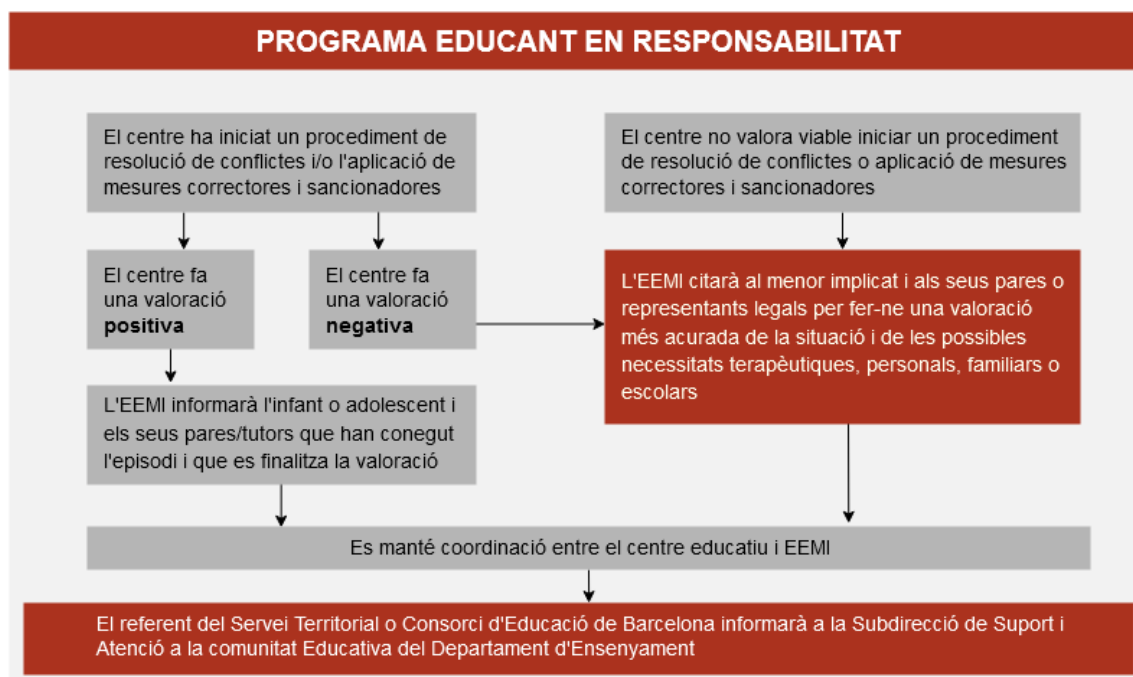 PROGRAMA EDUCANT EN RESPONSABILITAT
El centre ha iniciat un procediment de
resolució de conflictes i/o l'aplicació de
mesures correctores i sancionadores
El centre no valora viable iniciar un procediment
de resolució de conflictes o aplicació de mesures
correctores i sancionadores
El centre fa
una valoració
positiva
El centre fa
una valoració
negativa
L'EEMI citarà al menor implicat i als seus pares o
representants legals per fer-ne una valoració
més acurada de la situació i de les possibles
necessitats terapèutiques, personals, familiars o
escolars
L'EEMI informarà l'infant o adolescent i
els seus pares/tutors que han conegut
l'episodi i que es finalitza la valoració
Es manté coordinació entre el centre educatiu i EEMI
El referent del Servei Territorial o Consorci d'Educació de Barcelona informarà a la Subdirecció de Suport i
Atenció a la comunitat Educativa del Departament d'Ensenyament